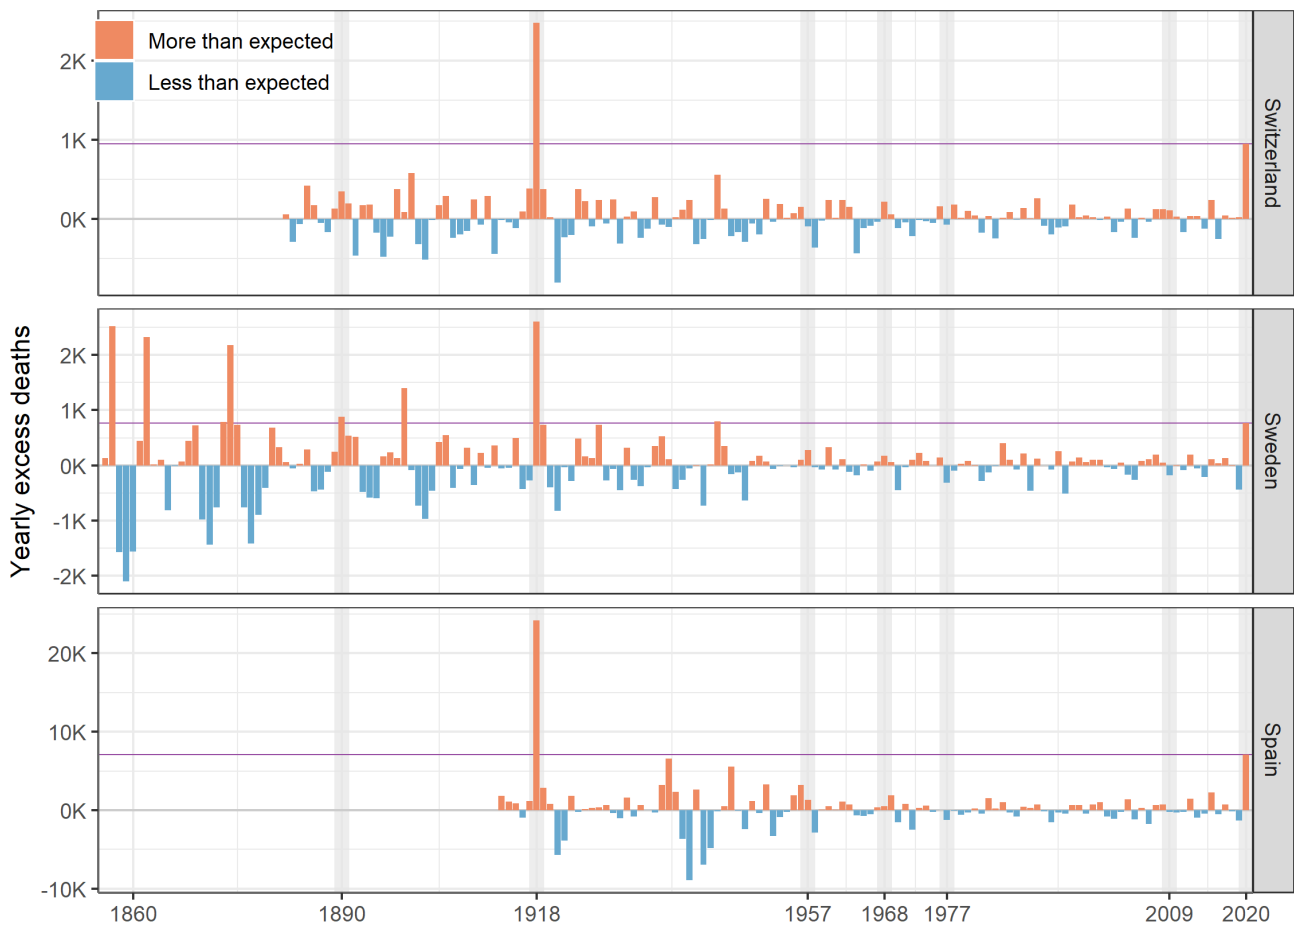 More than expected
Less than expected
2K
1K
0K
Switzerland
Yearly excess deaths
2K
1K
0K
-1K
-2K
Sweden
20K
10K
0K
-10K
Spain
1860 1890 1918 1957 1968 1977 2009 2020